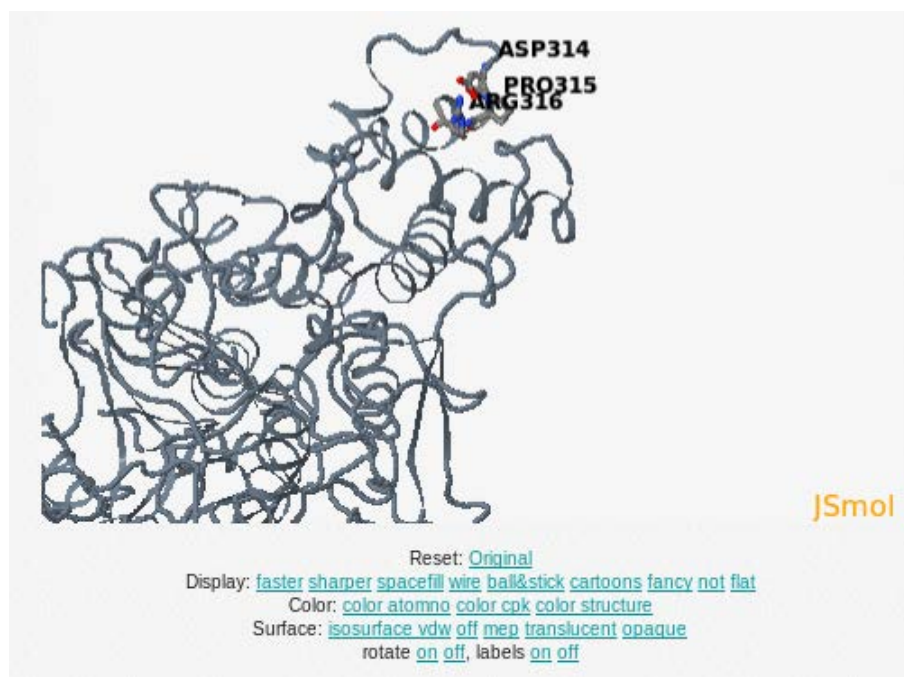 ASP314
PRO315
ARG316
JSmol
Reset: Original
Display: faster sharper spacefill wire ball&stick cartoons fancy not flat
Color: color atomno color cpk color structure
Surface: isosurface vdw off mep translucent opaque
rotate on off, labels on off